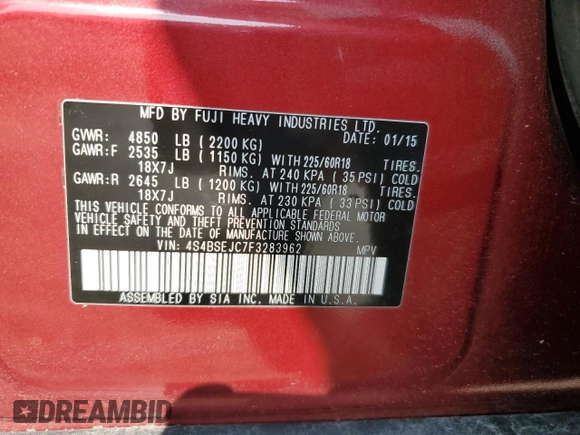 MFD BY FUJI HEAVY INDUSTRIES LTD.
GVWR: 4850 LB (2200 KG) DATE: 01/15
GAWR:F 2535 LB (1150 KG) WITH 225/60R18 TIRES.
18X7J RIMS. AT 240 KPA (35 PSI) COLD
GAWR:R 2645 LB (1200 KG) WITH 225/60R18 TIRES.
18X7J RIMS. AT 230 KPA (33 PSI) COLD
THIS VEHICLE CONFORMS TO ALL APPLICABLE FEDERAL MOTOR
VEHICLE SAFETY AND THEFT PREVENTION STANDARDS
IN EFFECT ON THE DATE OF MANUFACTURE SHOWN ABOVE.
VIN: 4S4BSEJC7F3283962 MPV
ASSEMBLED BY SIA INC. MADE IN U.S.A.
DREAMBID